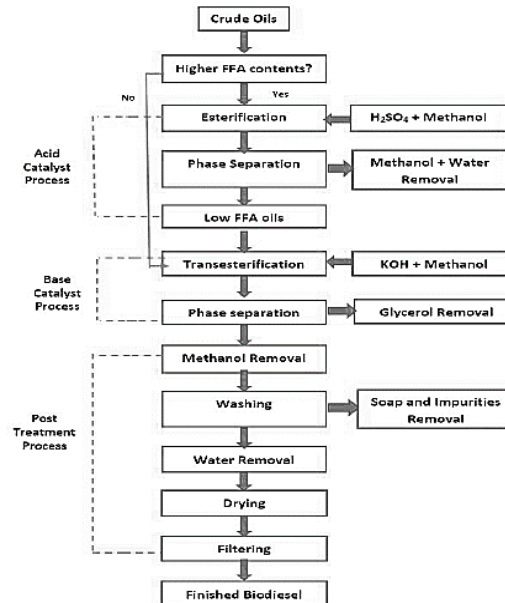 Crude Oils
Higher FFA contents?
No
Yes
Esterification
H₂SO₄ + Methanol
Acid
Catalyst
Process
Phase Separation
Methanol + Water
Removal
Low FFA oils
Transesterification
KOH + Methanol
Base
Catalyst
Process
Phase separation
Glycerol Removal
Methanol Removal
Washing
Soap and Impurities
Removal
Post
Treatment
Process
Water Removal
Drying
Filtering
Finished Biodiesel